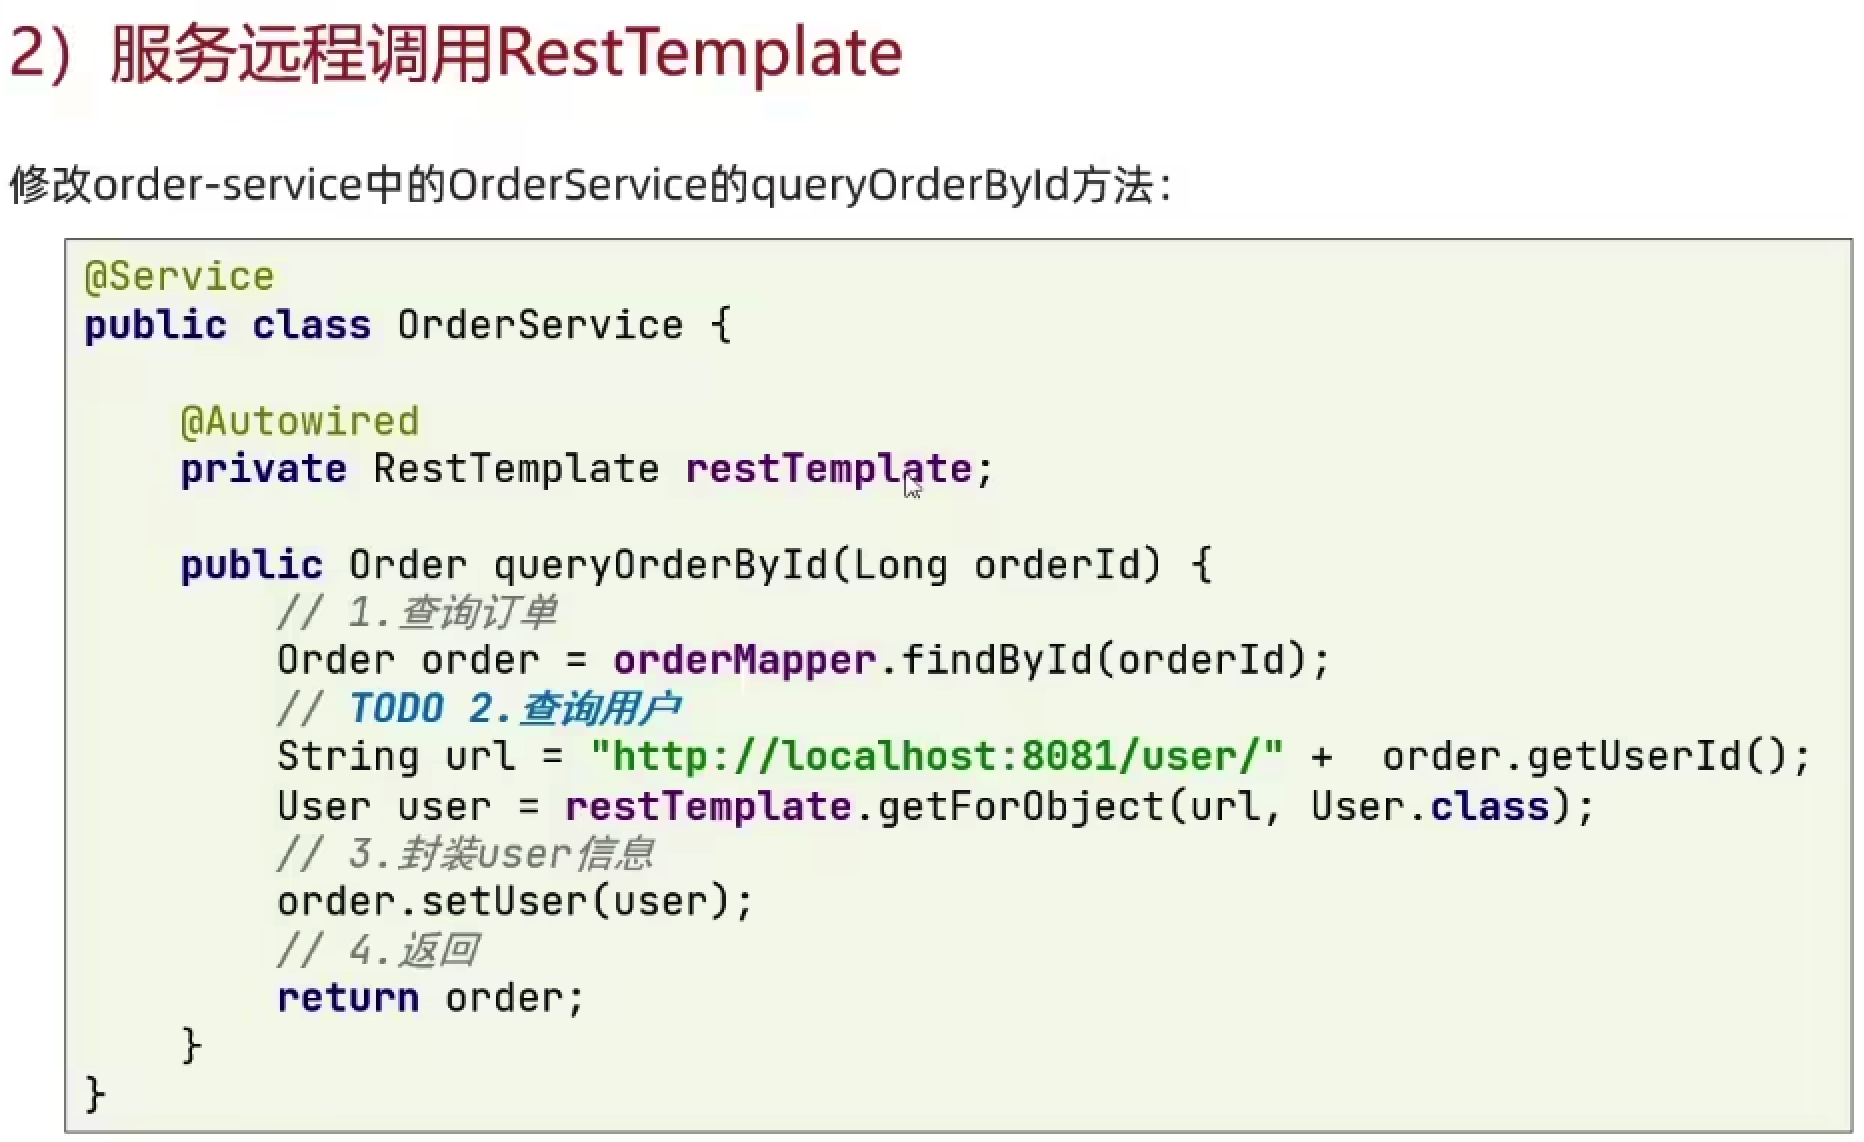 2）服务远程调用RestTemplate
修改order-service中的OrderService的queryOrderById方法：
@Service
public class OrderService {
@Autowired
private RestTemplate restTemplate;
public Order queryOrderById(Long orderId) {
// 1.查询订单
Order order = orderMapper.findById(orderId);
// TODO 2.查询用户
String url = "http://localhost:8081/user/" +  order.getUserId();
User user = restTemplate.getForObject(url, User.class);
// 3.封装user信息
order.setUser(user);
// 4.返回
return order;
}
}